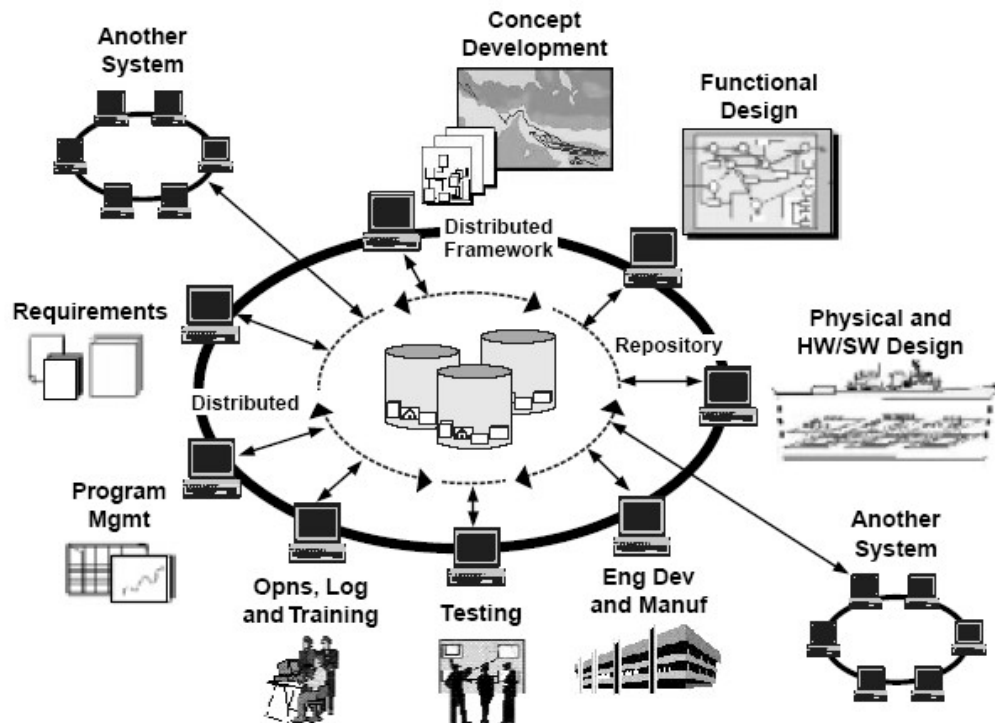 Another
System
Concept
Development
Functional
Design
Distributed
Framework
Requirements
Repository
Physical and
HW/SW Design
Distributed
Program
Mgmt
Opns, Log
and Training
Testing
Eng Dev
and Manuf
Another
System